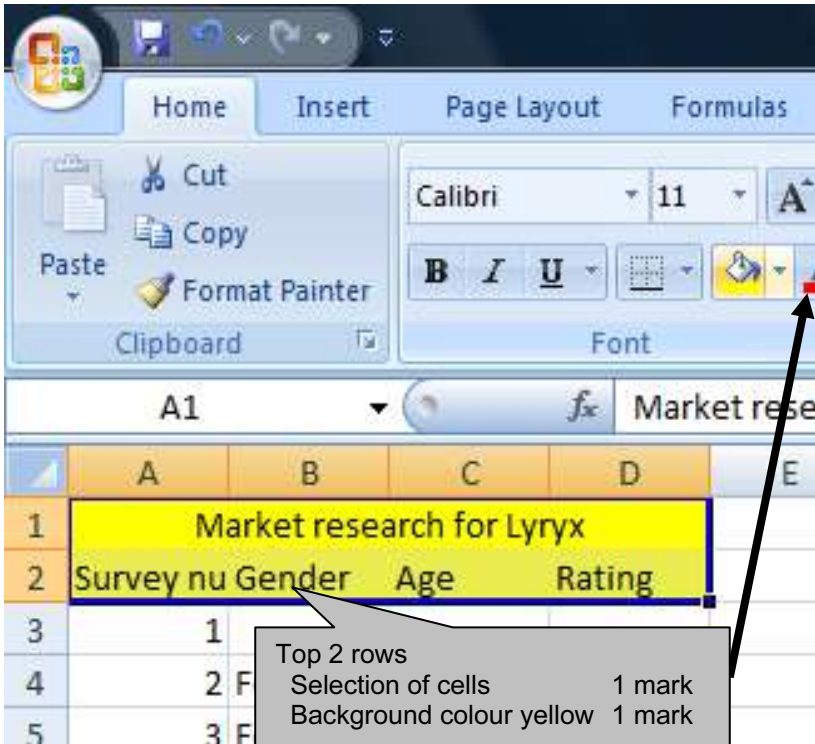 Home Insert Page Layout Formulas
Cut
Calibri 11 A
Copy
Paste
B I U
Format Painter
Clipboard Font
A1 fx Market rese
A B C D E
1 Market research for Lyryx
2 Survey nu Gender Age Rating
3 1
4 2 F
5 3 F
Top 2 rows
Selection of cells 1 mark
Background colour yellow 1 mark